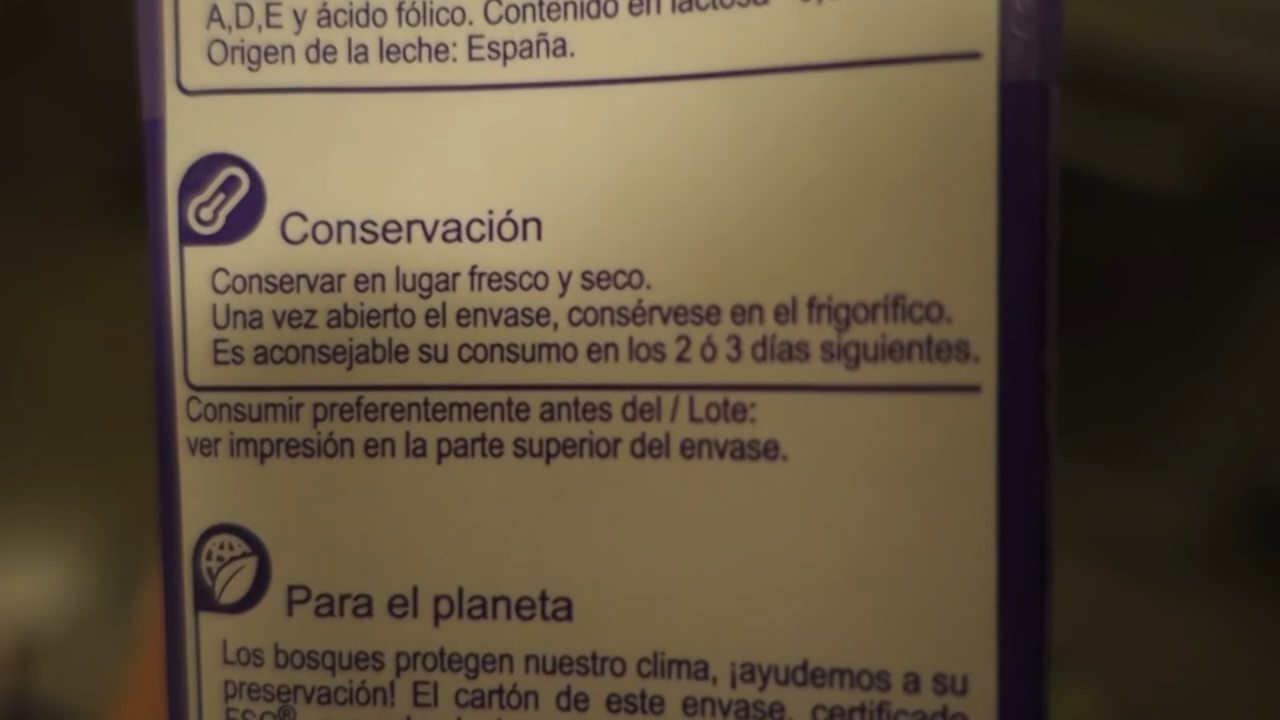 A,D,E y ácido fólico. Contenido en lactosa
Origen de la leche: España.
Conservación
Conservar en lugar fresco y seco.
Una vez abierto el envase, consérvese en el frigorífico.
Es aconsejable su consumo en los 2 ó 3 días siguientes.
Consumir preferentemente antes del / Lote:
ver impresión en la parte superior del envase.
Para el planeta
Los bosques protegen nuestro clima, ¡ayudemos a su
preservación! El cartón de este envase, certificado
FSC®